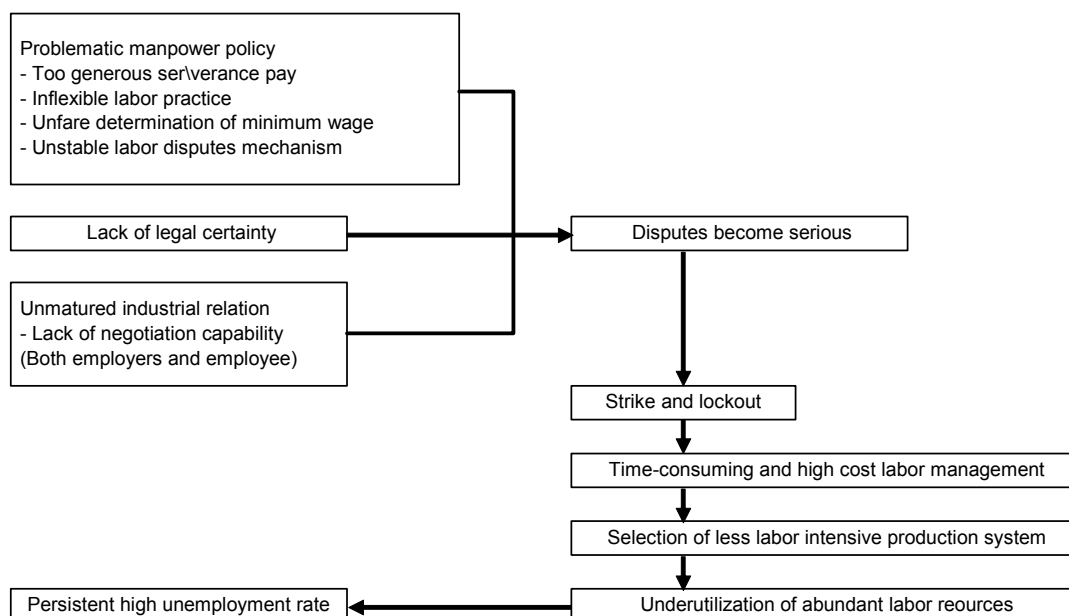 Problematic manpower policy
- Too generous ser\verance pay
- Inflexible labor practice
- Unfare determination of minimum wage
- Unstable labor disputes mechanism
Lack of legal certainty
Disputes become serious
Unmatured industrial relation
- Lack of negotiation capability
(Both employers and employee)
Strike and lockout
Time-consuming and high cost labor management
Selection of less labor intensive production system
Persistent high unemployment rate
Underutilization of abundant labor reources